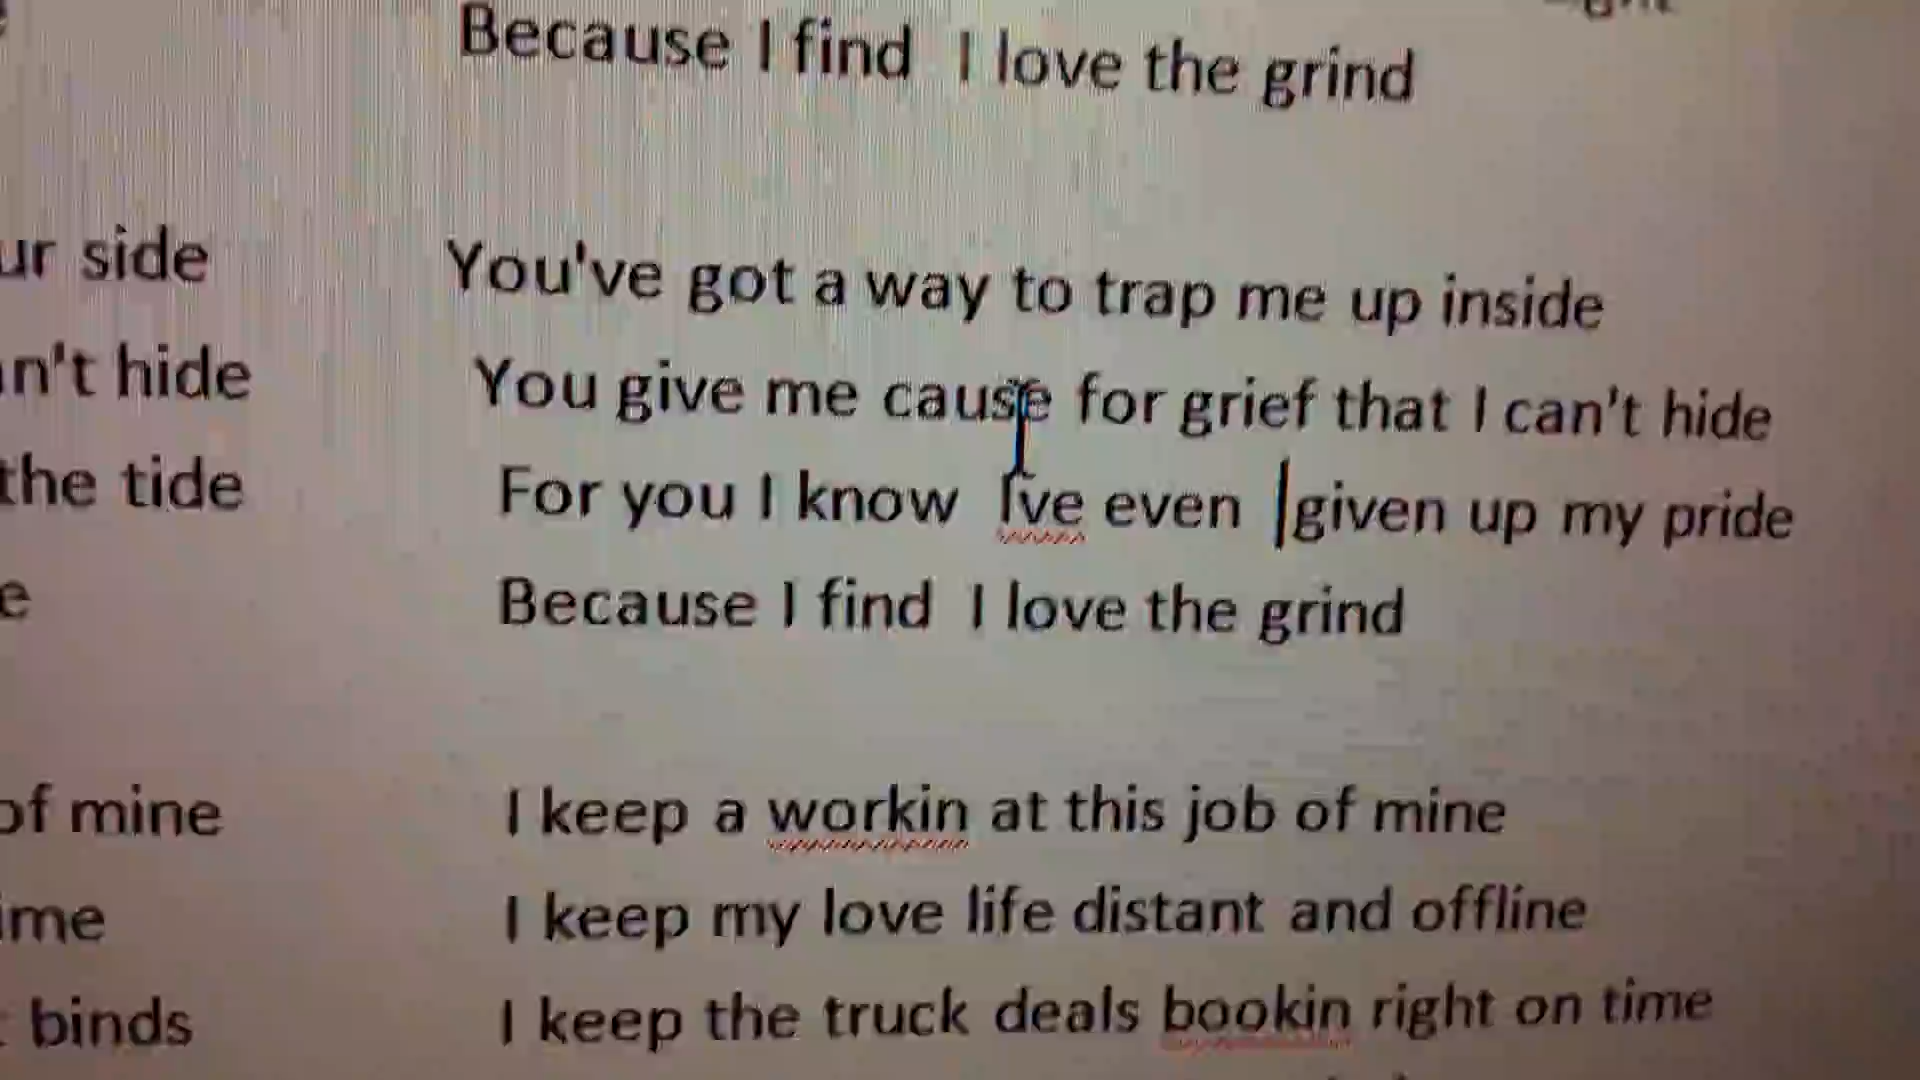 Because I find I love the grind
ur side
You've got a way to trap me up inside
n't hide
You give me cause for grief that I can't hide
the tide
For you I know Ive even given up my pride
e
Because I find I love the grind
of mine
I keep a workin at this job of mine
ime
I keep my love life distant and offline
binds
I keep the truck deals bookin right on time